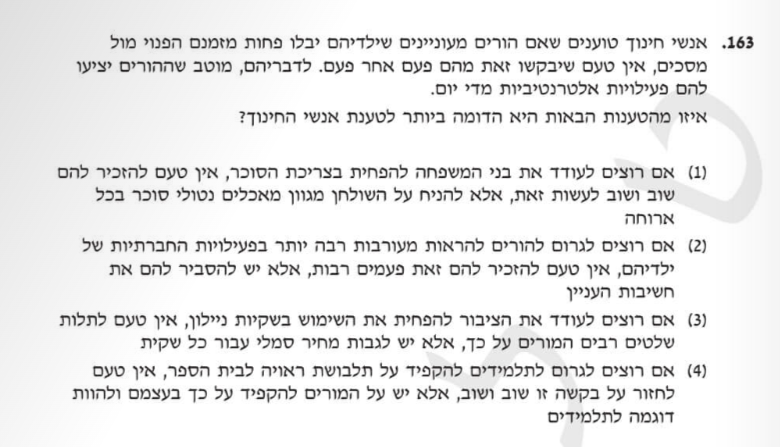 163. אנשי חינוך טוענים שאם הורים מעוניינים שילדיהם יבלו פחות מזמנם הפנוי מול
מסכים, אין טעם שיבקשו זאת מהם פעם אחר פעם. לדבריהם, מוטב שההורים יציעו
להם פעילויות אלטרנטיביות מדי יום.
איזו מהטענות הבאות היא הדומה ביותר לטענת אנשי החינוך?
(1) אם רוצים לעודד את בני המשפחה להפחית בצריכת הסוכר, אין טעם להזכיר להם
שוב ושוב לעשות זאת, אלא להניח על השולחן מגוון מאכלים נטולי סוכר בכל
ארוחה
(2) אם רוצים לגרום להורים להראות מעורבות רבה יותר בפעילויות החברתיות של
ילדיהם, אין טעם להזכיר להם זאת פעמים רבות, אלא יש להסביר להם את
חשיבות העניין
(3) אם רוצים לעודד את הציבור להפחית את השימוש בשקיות ניילון, אין טעם לתלות
שלטים רבים המורים על כך, אלא יש לגבות מחיר סמלי עבור כל שקית
(4) אם רוצים לגרום לתלמידים להקפיד על תלבושת ראויה לבית הספר, אין טעם
לחזור על בקשה זו שוב ושוב, אלא יש על המורים להקפיד על כך בעצמם ולהוות
דוגמה לתלמידים